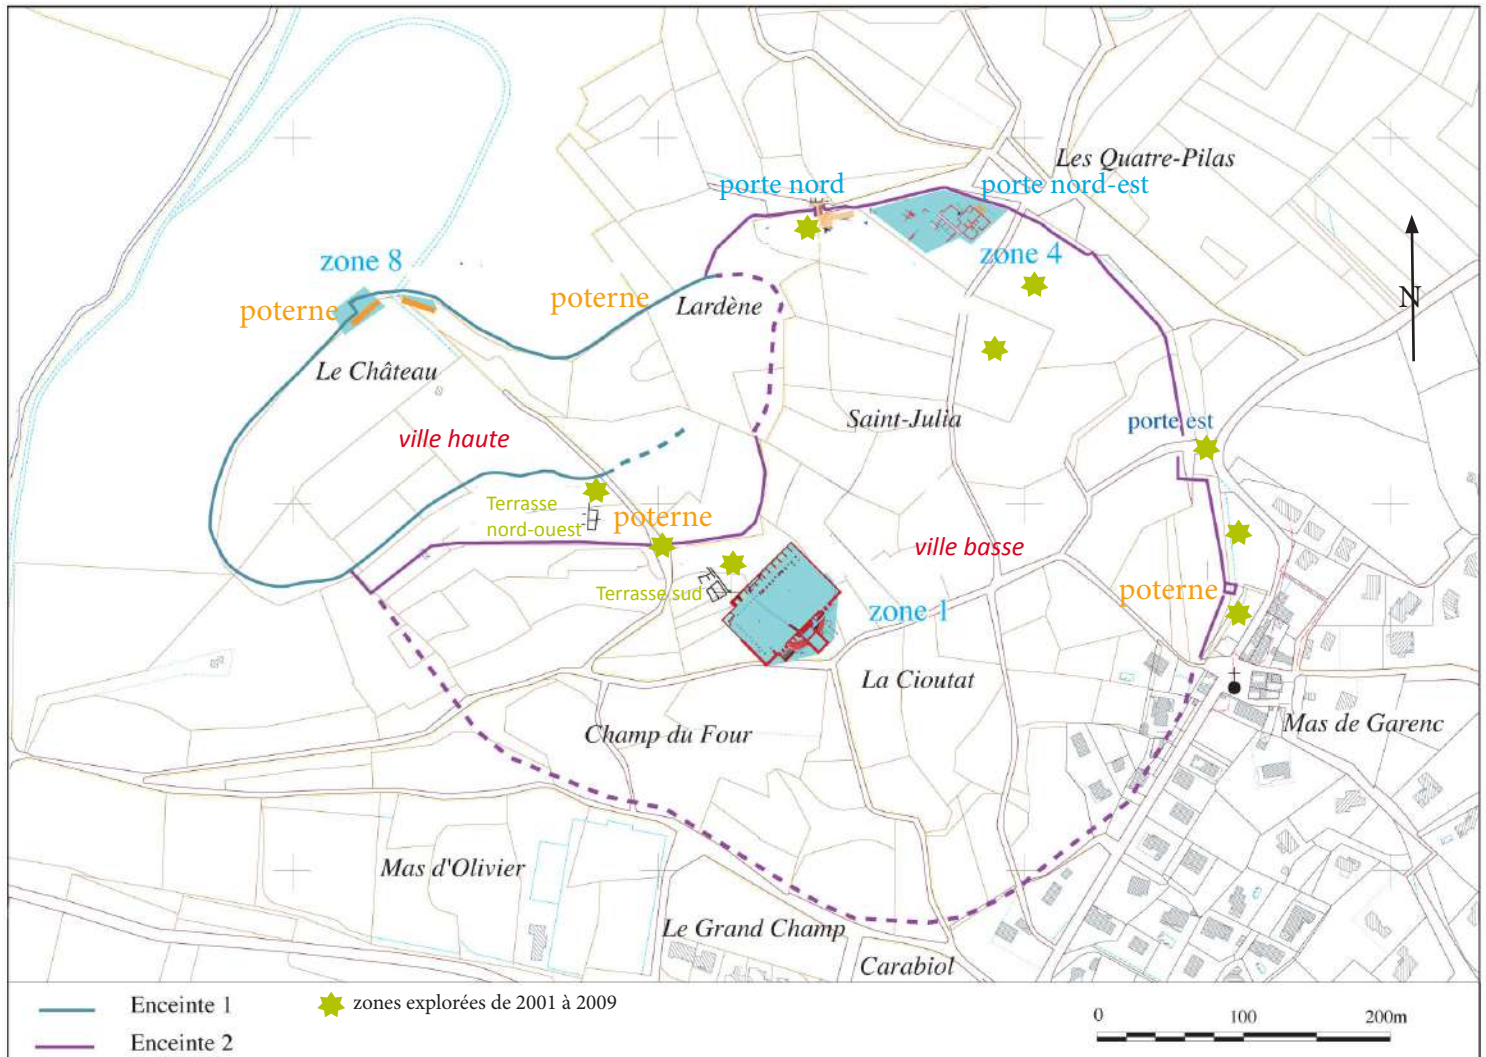 Les Quatre-Pilas
porte nord
porte nord-est
zone 8
zone 4
poterne
poterne
Lardène
N
Le Château
Saint-Julia
porte est
ville haute
Terrasse
nord-ouest
poterne
ville basse
Terrasse sud
zone 1
poterne
La Cioutat
Champ du Four
Mas de Garenc
Mas d'Olivier
Le Grand Champ
Carabiol
Enceinte 1
zones explorées de 2001 à 2009
Enceinte 2
0 100 200m